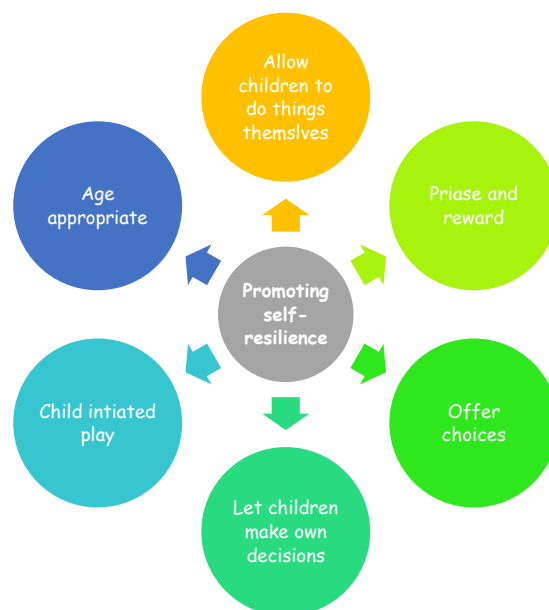 Allow
children to
do things
themslves
Age
appropriate
Priase and
reward
Promoting
self-
resilience
Child intiated
play
Offer
choices
Let children
make own
decisions